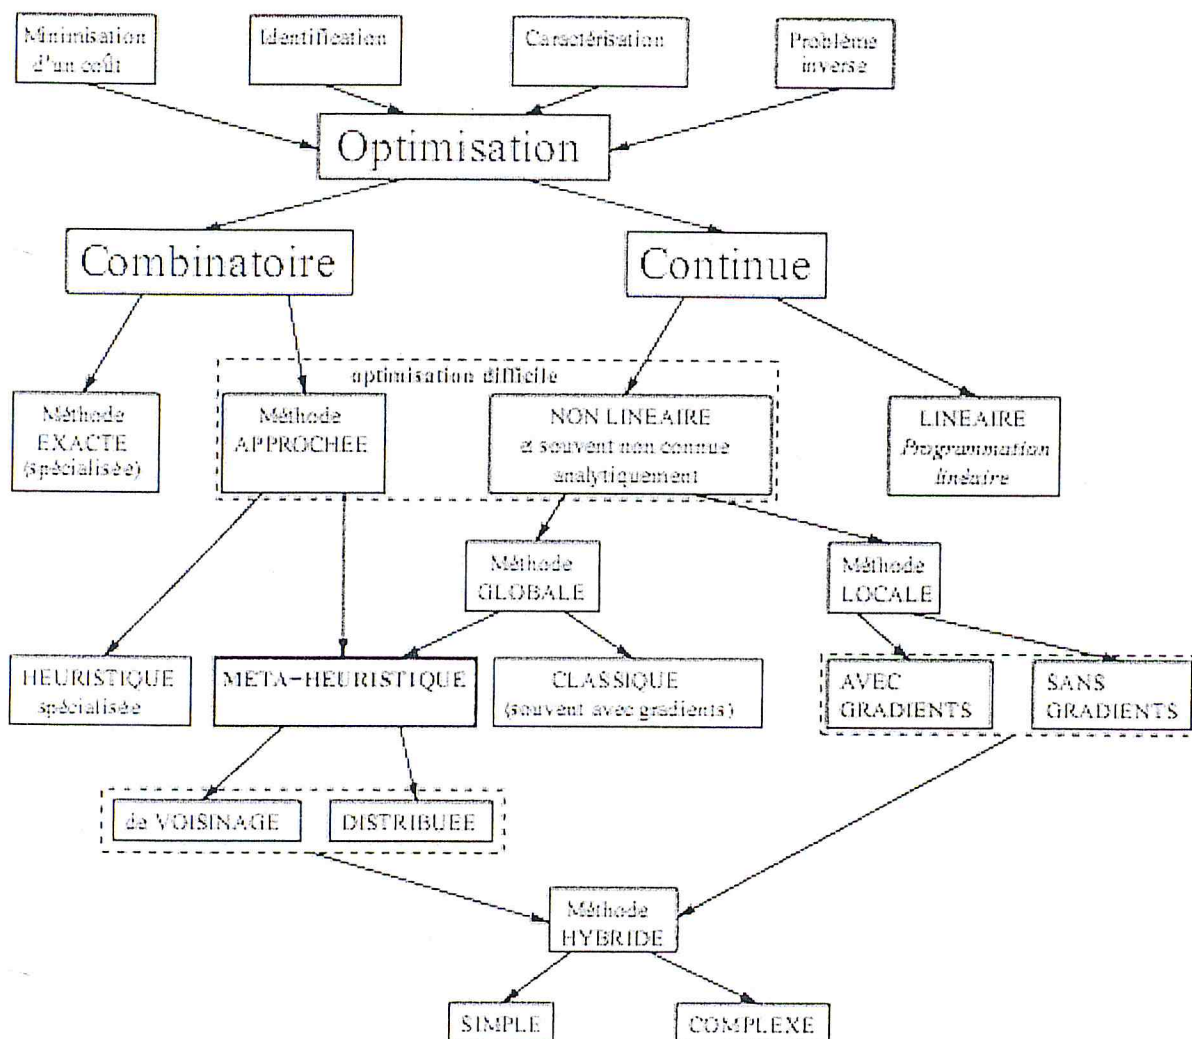 Minimisation
d'un coût
Identification
Caractérisation
Problème
inverse
Optimisation
Combinatoire
Continue
optimisation difficile
Méthode
EXACTE
(spécialisée)
Méthode
APPROCHEE
NON LINEAIRE
& souvent non connue
analytiquement
LINEAIRE
Programmation
linéaire
Méthode
GLOBALE
Méthode
LOCALE
HEURISTIQUE
spécialisée
META-HEURISTIQUE
CLASSIQUE
(souvent avec gradients)
AVEC
GRADIENTS
SANS
GRADIENTS
de VOISINAGE
DISTRIBUEE
Méthode
HYBRIDE
SIMPLE
COMPLEXE